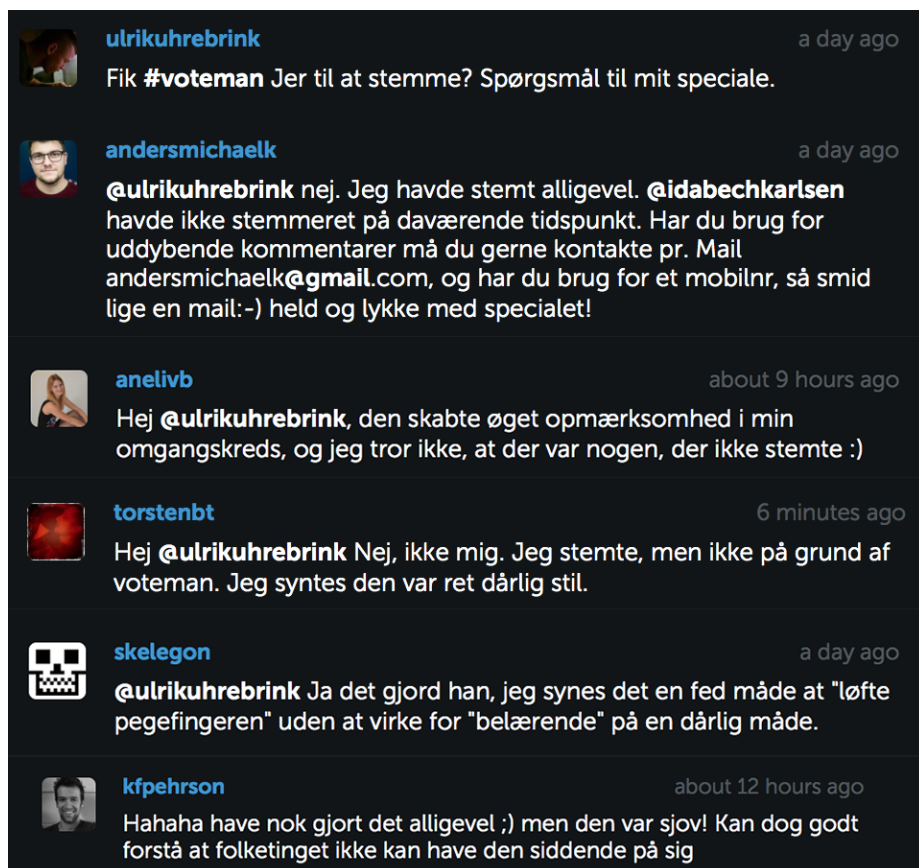 ulrikuhrebrink a day ago
Fik #voteman Jer til at stemme? Spørgsmål til mit speciale.
andersmichaelk a day ago
@ulrikuhrebrink nej. Jeg havde stemt alligevel. @idabechkarlsen
havde ikke stemmeret på daværende tidspunkt. Har du brug for
uddybende kommentarer må du gerne kontakte pr. Mail
andersmichaelk@gmail.com, og har du brug for et mobilnr, så smid
lige en mail:-) held og lykke med specialet!
anelivb about 9 hours ago
Hej @ulrikuhrebrink, den skabte øget opmærksomhed i min
omgangskreds, og jeg tror ikke, at der var nogen, der ikke stemte :)
torstenbt 6 minutes ago
Hej @ulrikuhrebrink Nej, ikke mig. Jeg stemte, men ikke på grund af
voteman. Jeg syntes den var ret dårlig stil.
skelegon a day ago
@ulrikuhrebrink Ja det gjord han, jeg synes det en fed måde at "løfte
pegefingeren" uden at virke for "belærende" på en dårlig måde.
kfpehrson about 12 hours ago
Hahaha have nok gjort det alligevel ;) men den var sjov! Kan dog godt
forstå at folketinget ikke kan have den siddende på sig